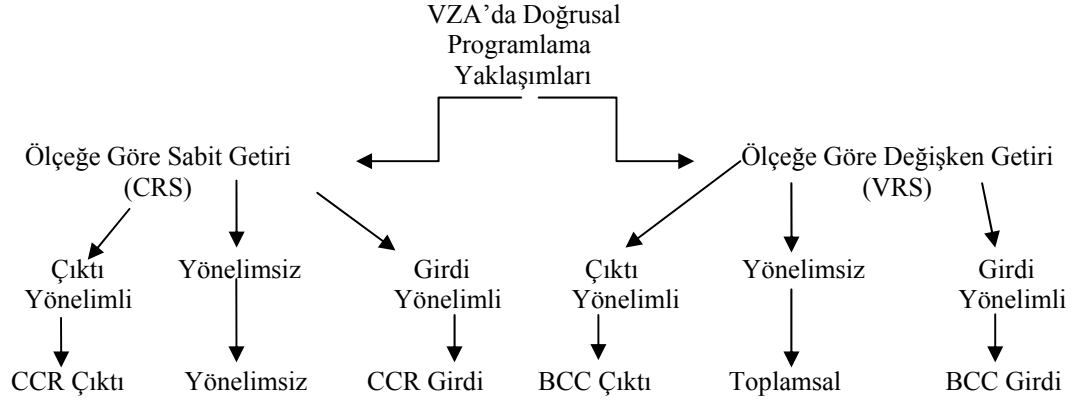 VZA’da Doğrusal
Programlama
Yaklaşımları
Ölçeğe Göre Sabit Getiri
(CRS)
Ölçeğe Göre Değişken Getiri
(VRS)
Çıktı
Yönelimli
Yönelimsiz
Girdi
Yönelimli
Çıktı
Yönelimli
Yönelimsiz
Girdi
Yönelimli
CCR Çıktı
Yönelimsiz
CCR Girdi
BCC Çıktı
Toplamsal
BCC Girdi